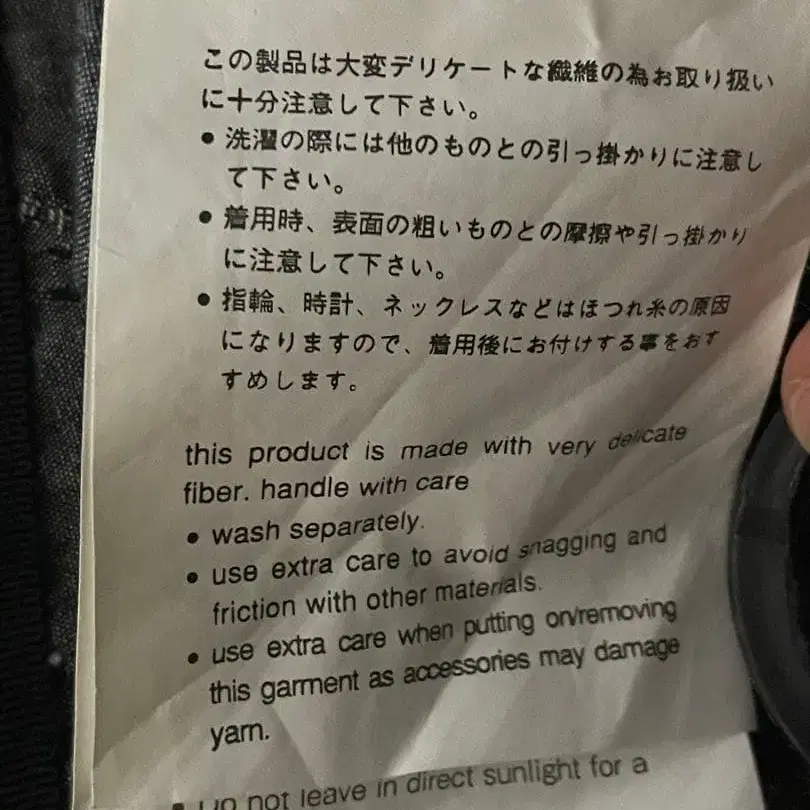 この製品は大変デリケートな繊維の為お取り扱い
に十分注意して下さい。
• 洗濯の際には他のものとの引っ掛かりに注意し
て下さい。
• 着用時、表面の粗いものとの摩擦や引っ掛かり
に注意して下さい。
• 指輪、時計、ネックレスなどはほつれ糸の原因
になりますので、着用後にお付けする事をおす
すめします。
this product is made with very delicate
fiber. handle with care
• wash separately.
• use extra care to avoid snagging and
friction with other materials.
• use extra care when putting on/removing
this garment as accessories may damage
yarn.
• Do not leave in direct sunlight for a